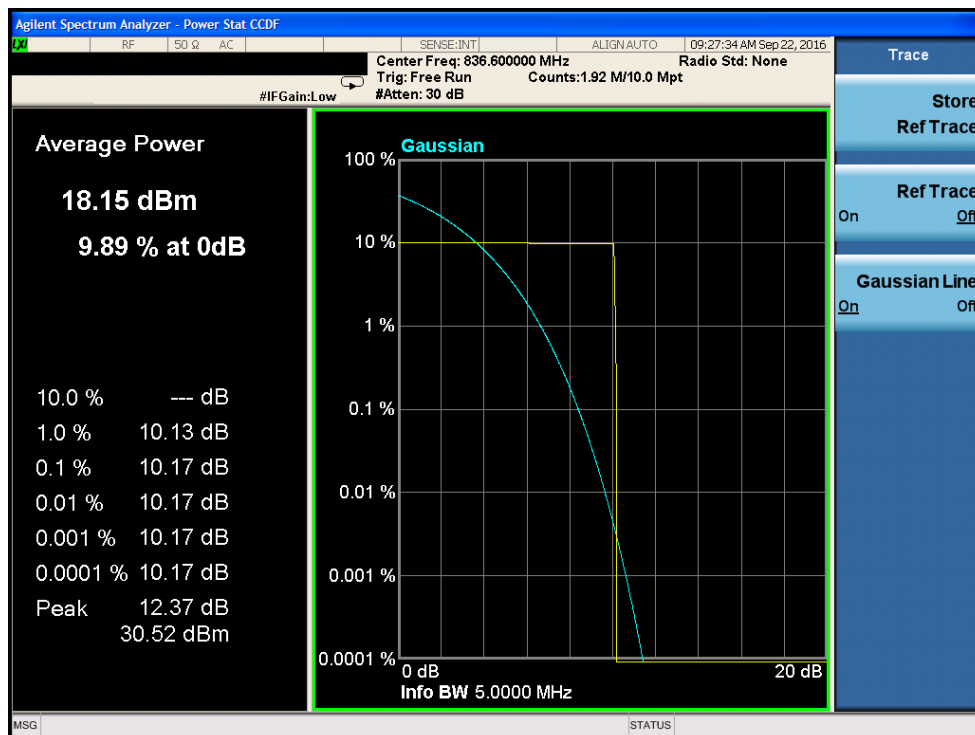 Agilent Spectrum Analyzer - Power Stat CCDF
LXI RF 50 Ω AC SENSE:INT ALIGN AUTO 09:27:34 AM Sep 22, 2016
Center Freq: 836.600000 MHz Radio Std: None
Trig: Free Run Counts:1.92 M/10.0 Mpt
#IFGain:Low #Atten: 30 dB
Average Power
18.15 dBm
9.89 % at 0dB
10.0 % --- dB
1.0 % 10.13 dB
0.1 % 10.17 dB
0.01 % 10.17 dB
0.001 % 10.17 dB
0.0001 % 10.17 dB
Peak 12.37 dB
30.52 dBm
Gaussian
100 %
10 %
1 %
0.1 %
0.01 %
0.001 %
0.0001 %
0 dB 20 dB
Info BW 5.0000 MHz
Trace
Store
Ref Trace
Ref Trace
On Off
Gaussian Line
On Off
MSG STATUS